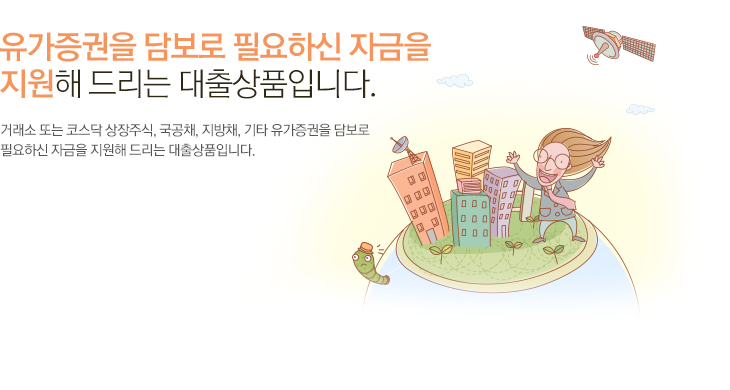 유가증권을 담보로 필요하신 자금을
지원해 드리는 대출상품입니다.
거래소 또는 코스닥 상장주식, 국공채, 지방채, 기타 유가증권을 담보로
필요하신 자금을 지원해 드리는 대출상품입니다.